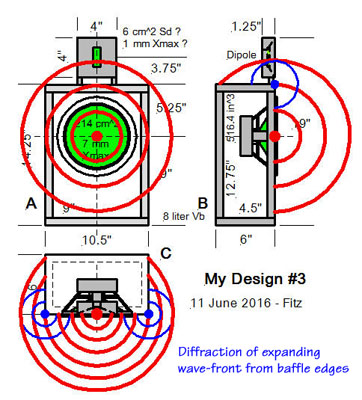 4"
6 cm^2 Sd ?
1 mm Xmax ?
4"
3.75"
5.25"
214 cm^2
7 mm
Xmax
14.25"
9"
9"
A
8 liter Vb
10.5"
1.25"
Dipole
516.4 in^3
.9"
12.75"
4.5"
B
6"
C
6"
My Design #3
11 June 2016 - Fitz
Diffraction of expanding
wave-front from baffle edges